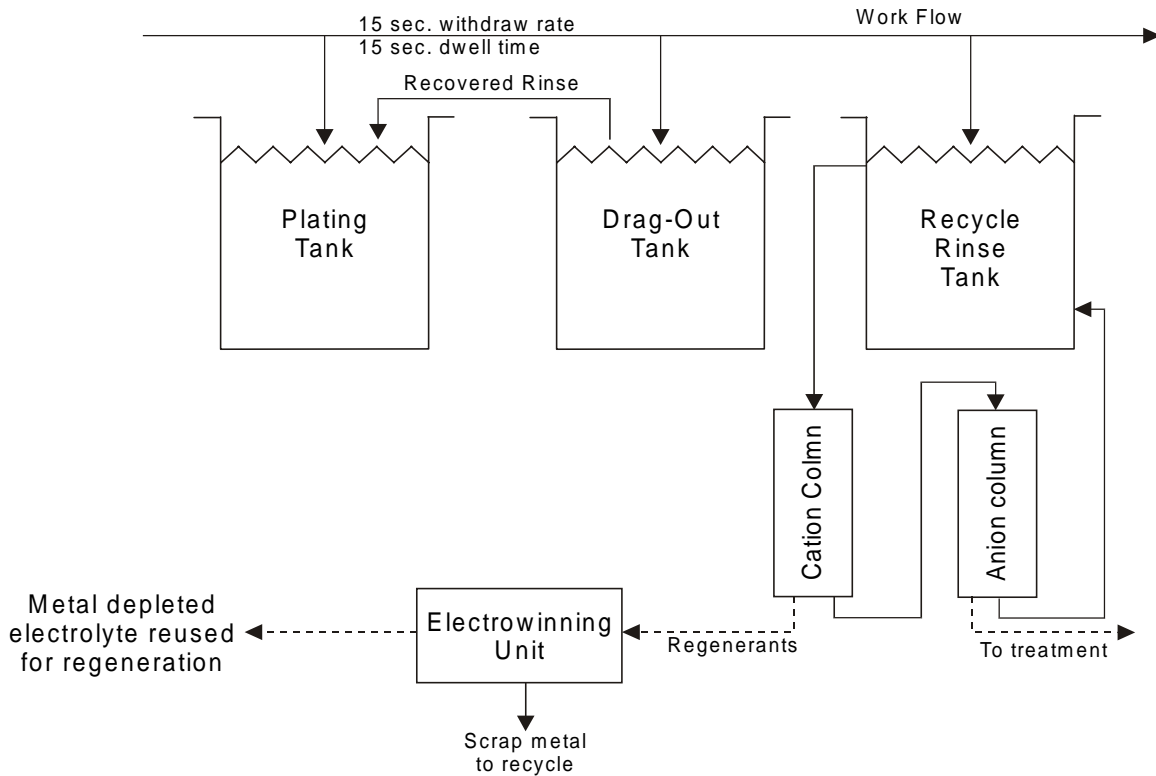 15 sec. withdraw rate
15 sec. dwell time
Work Flow
Recovered Rinse
Plating
Tank
Drag-Out
Tank
Recycle
Rinse
Tank
Cation Colmn
Anion column
Metal depleted
electrolyte reused
for regeneration
Electrowinning
Unit
Regenerants
To treatment
Scrap metal
to recycle